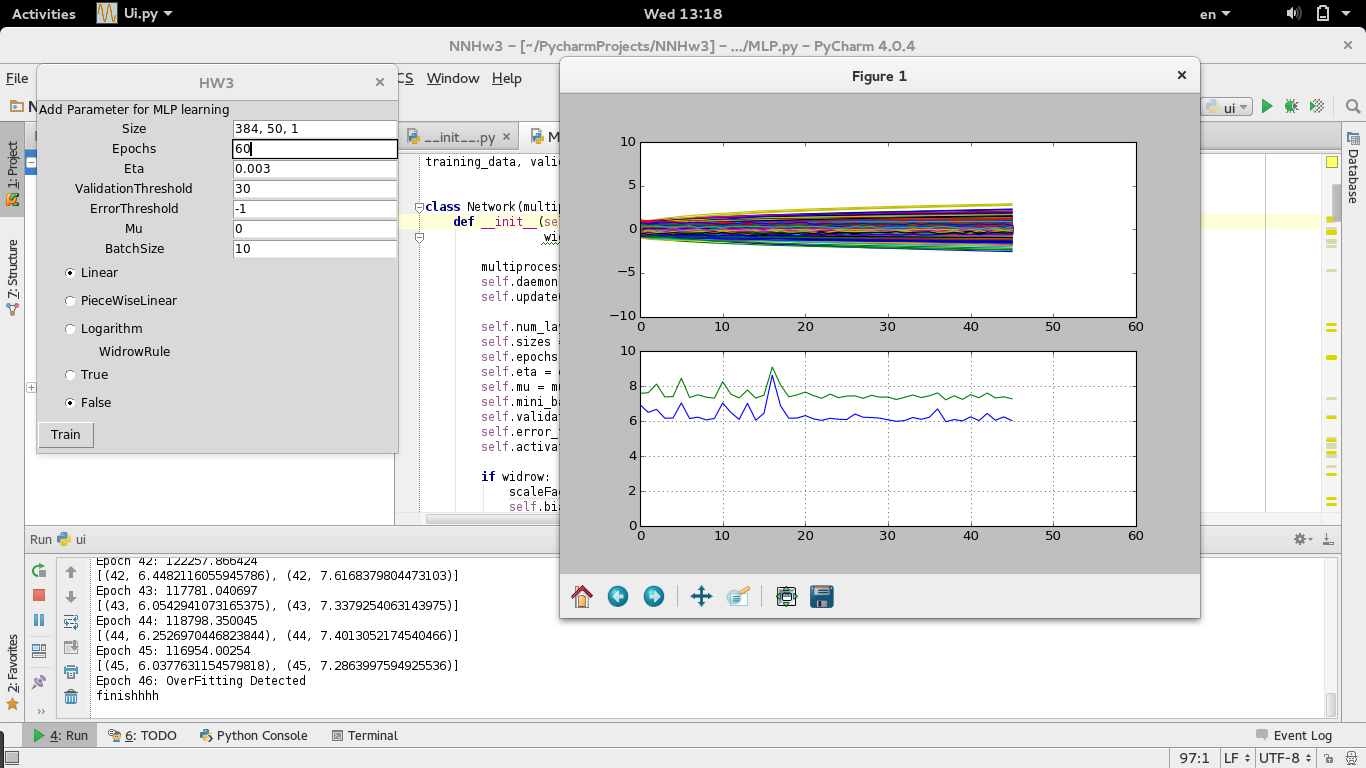 Activities Ui.py Wed 13:18 en
NNHw3 – [~/PycharmProjects/NNHw3] – .../MLP.py – PyCharm 4.0.4
File CS Window Help
HW3
Add Parameter for MLP learning
Size 384, 50, 1
Epochs 60
Eta 0.003
ValidationThreshold 30
ErrorThreshold -1
Mu 0
BatchSize 10
Linear
PieceWiseLinear
Logarithm
WidrowRule
True
False
Train
1: Project
7: Structure
2: Favorites
__init__.py
training_data, vali
class Network(multip
def __init__(se
wi
multiprocess
self.daemon
self.update
self.num_la
self.sizes =
self.epochs
self.eta = 
self.mu = m
self.mini_ba
self.validat
self.error_
self.activat
if widrow:
scaleFa
self.bi
Figure 1
10
5
0
−5
−10
0 10 20 30 40 50 60
10
8
6
4
2
0
0 10 20 30 40 50 60
ui
Database
Run ui
Epoch 42: 122257.866424
[(42, 6.4482116055945786), (42, 7.6168379804473103)]
Epoch 43: 117781.040697
[(43, 6.0542941073165375), (43, 7.3379254063143975)]
Epoch 44: 118798.350045
[(44, 6.2526970446823844), (44, 7.4013052174540466)]
Epoch 45: 116954.00254
[(45, 6.0377631154579818), (45, 7.2863997594925536)]
Epoch 46: OverFitting Detected
finishhhh
4: Run 6: TODO Python Console Terminal Event Log
97:1 LF UTF-8